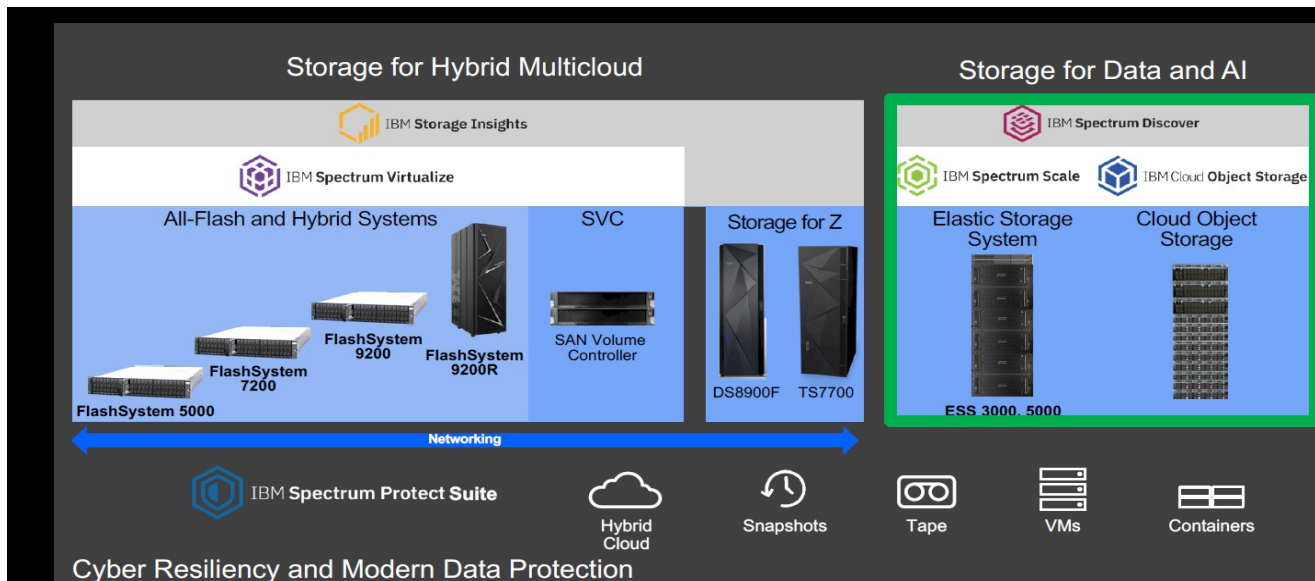 Storage for Hybrid Multicloud
Storage for Data and AI
IBM Storage Insights
IBM Spectrum Discover
IBM Spectrum Virtualize
IBM Spectrum Scale
IBM Cloud Object Storage
All-Flash and Hybrid Systems
SVC
Storage for Z
Elastic Storage
System
Cloud Object
Storage
FlashSystem 5000
FlashSystem
7200
FlashSystem
9200
FlashSystem
9200R
SAN Volume
Controller
DS8900F
TS7700
ESS 3000, 5000
Networking
IBM Spectrum Protect Suite
Hybrid
Cloud
Snapshots
Tape
VMs
Containers
Cyber Resiliency and Modern Data Protection